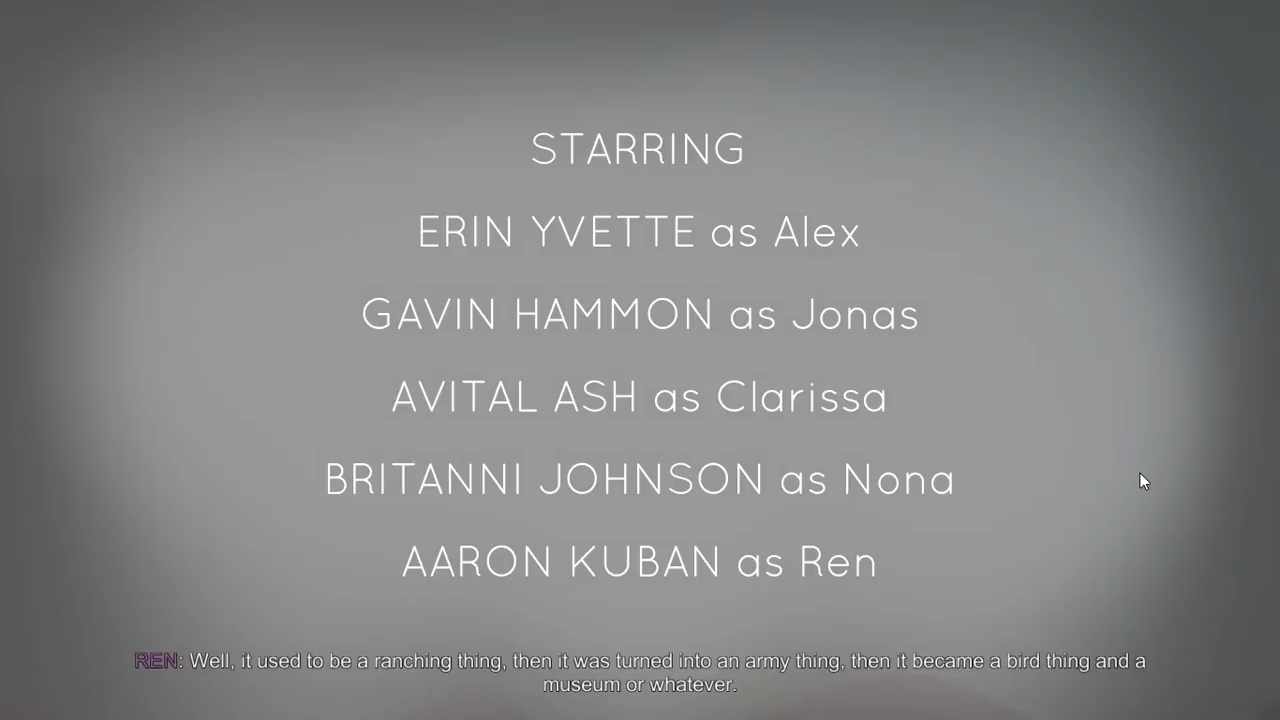 STARRING
ERIN YVETTE as Alex
GAVIN HAMMON as Jonas
AVITAL ASH as Clarissa
BRITANNI JOHNSON as Nona
AARON KUBAN as Ren
REN: Well, it used to be a ranching thing, then it was turned into an army thing, then it became a bird thing and a
museum or whatever.